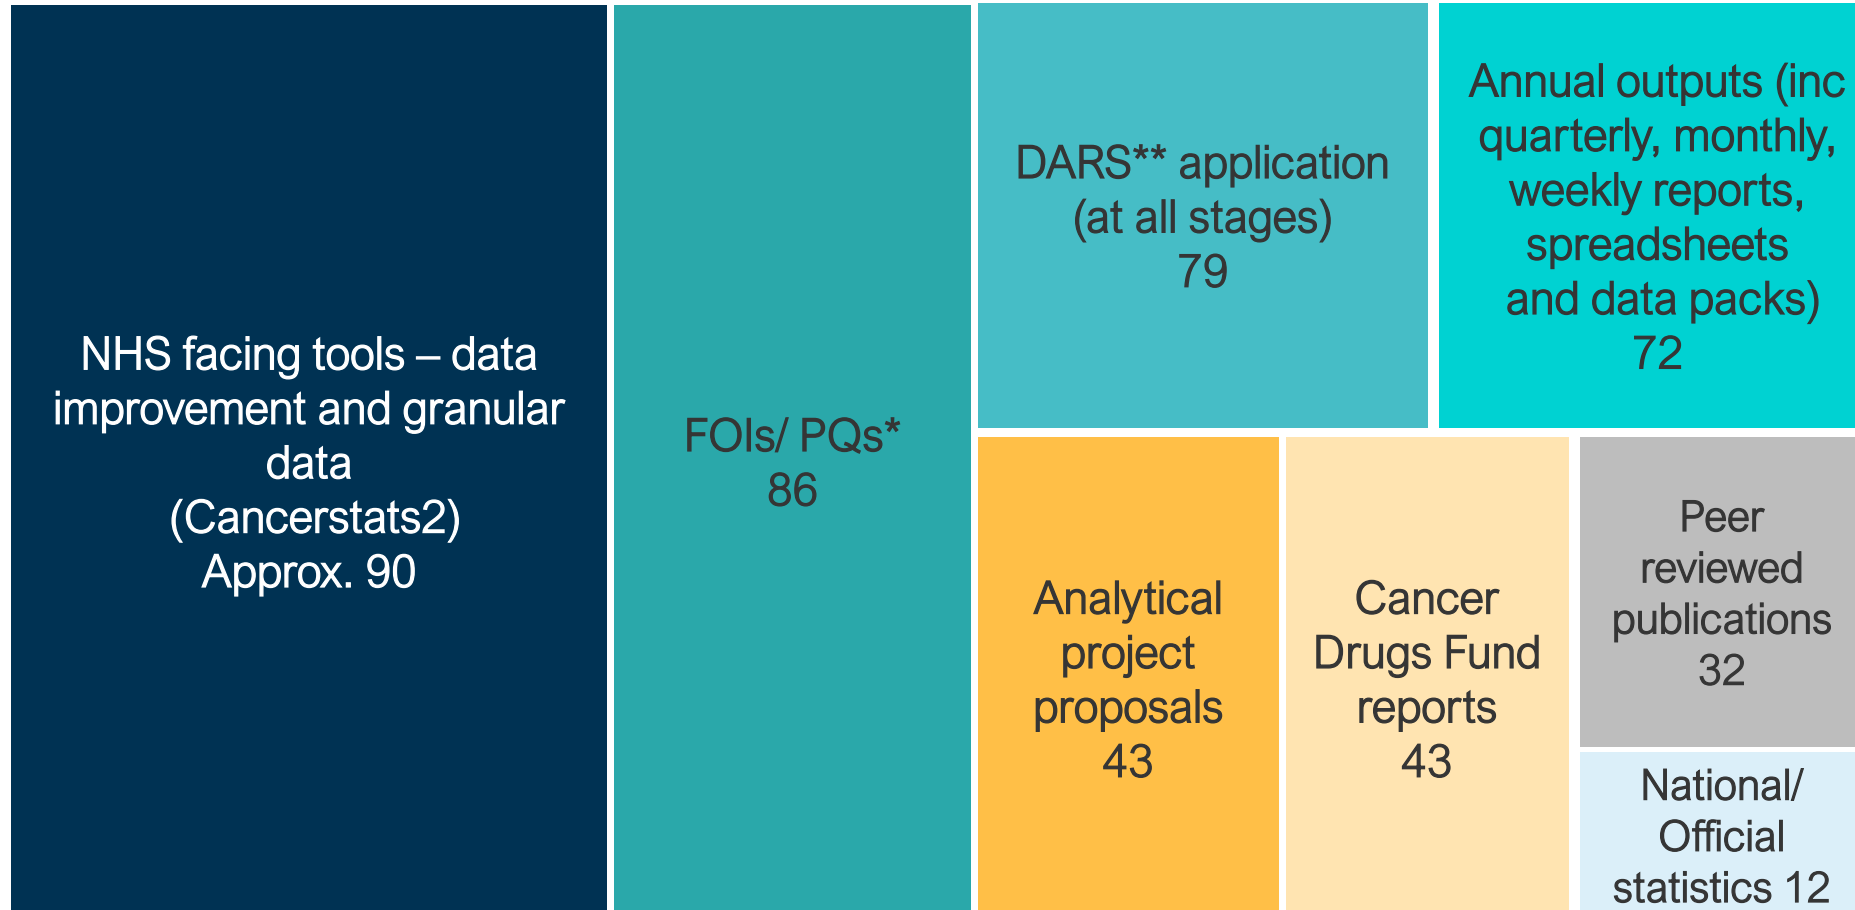 NHS facing tools – data
improvement and granular
data
(Cancerstats2)
Approx. 90
FOIs/ PQs*
86
DARS** application
(at all stages)
79
Annual outputs (inc
quarterly, monthly,
weekly reports,
spreadsheets
and data packs)
72
Analytical
project
proposals
43
Cancer
Drugs Fund
reports
43
Peer
reviewed
publications
32
National/
Official
statistics 12